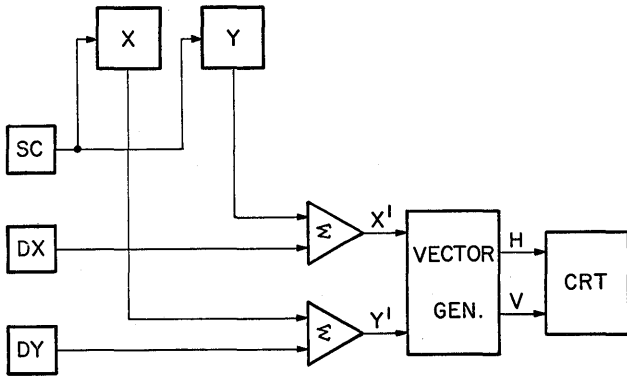 X
Y
SC
DX
Σ
X'
VECTOR
GEN.
H
V
CRT
DY
Σ
Y'